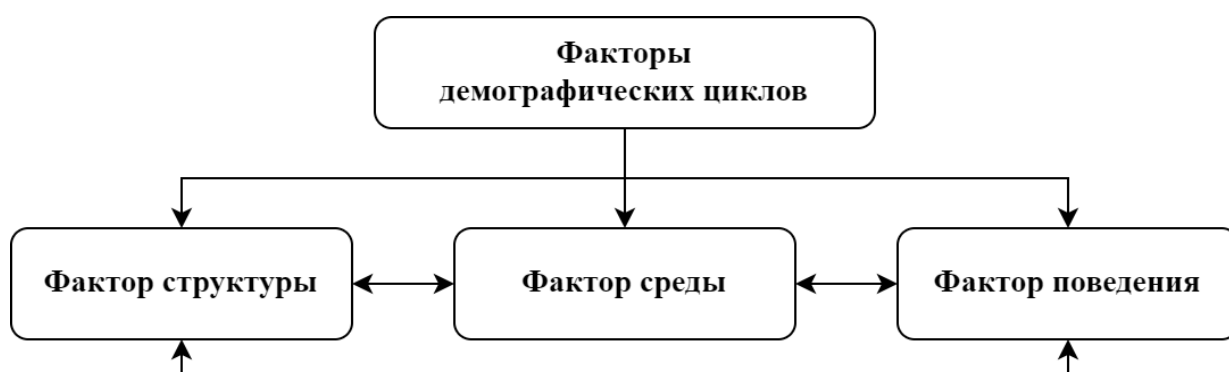 Факторы
демографических циклов
Фактор структуры
Фактор среды
Фактор поведения